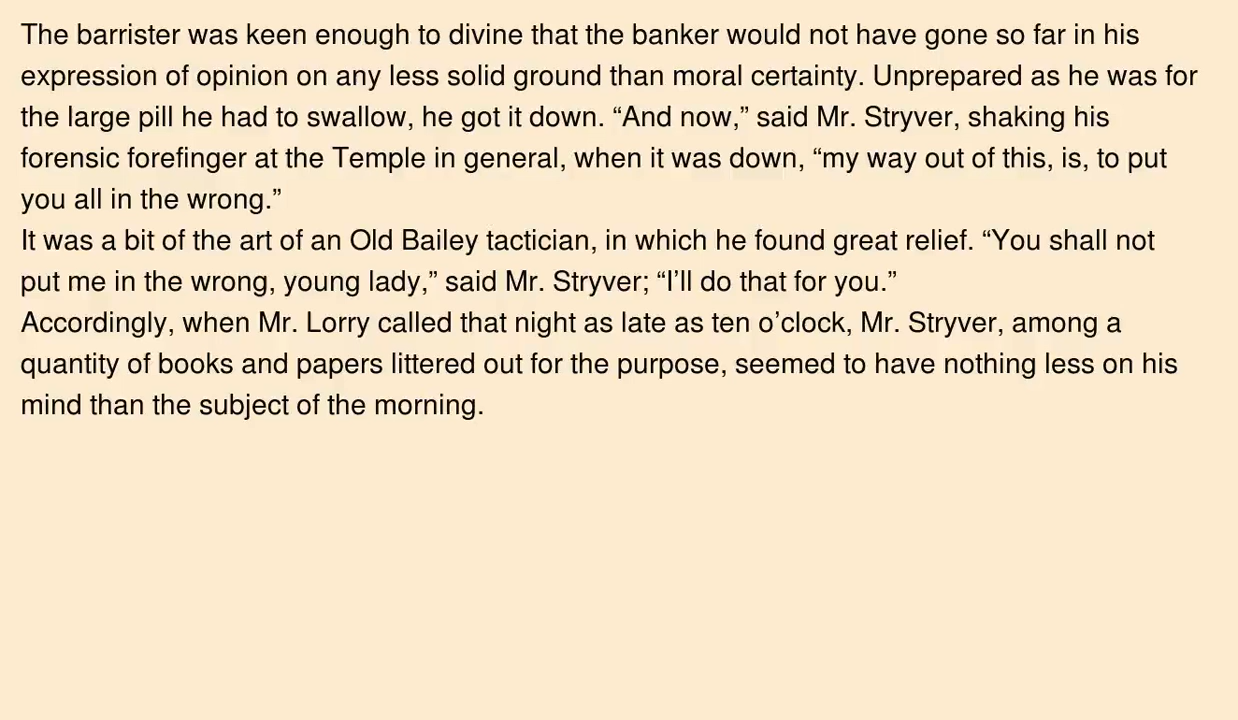 The barrister was keen enough to divine that the banker would not have gone so far in his
expression of opinion on any less solid ground than moral certainty. Unprepared as he was for
the large pill he had to swallow, he got it down. “And now,” said Mr. Stryver, shaking his
forensic forefinger at the Temple in general, when it was down, “my way out of this, is, to put
you all in the wrong.”
It was a bit of the art of an Old Bailey tactician, in which he found great relief. “You shall not
put me in the wrong, young lady,” said Mr. Stryver; “I’ll do that for you.”
Accordingly, when Mr. Lorry called that night as late as ten o’clock, Mr. Stryver, among a
quantity of books and papers littered out for the purpose, seemed to have nothing less on his
mind than the subject of the morning.